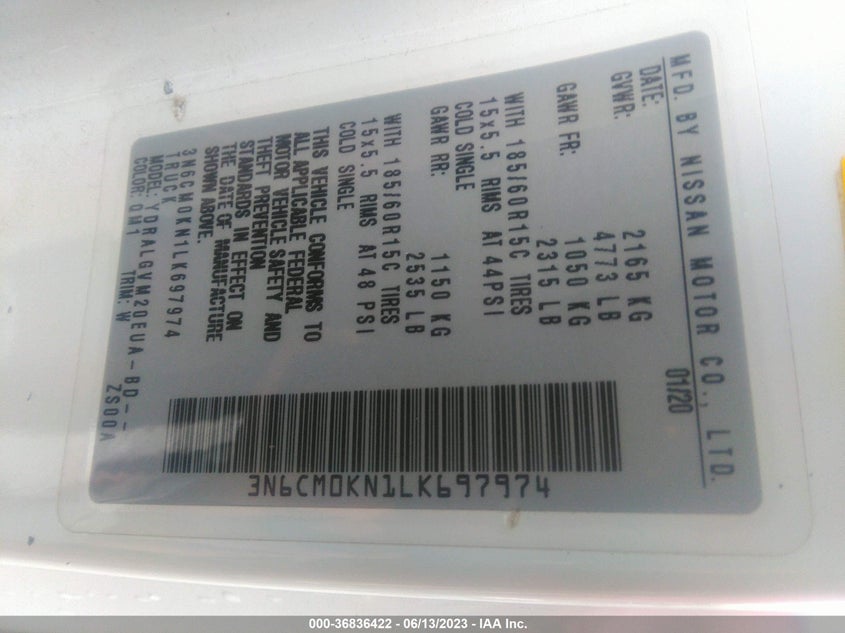 MFD. BY NISSAN MOTOR CO., LTD.
DATE: 01/20
GVWR: 2165 KG
4773 LB
GAWR FR: 1050 KG
2315 LB
WITH 185/60R15C TIRES
15x5.5 RIMS AT 44PSI
COLD SINGLE
GAWR RR: 1150 KG
2535 LB
WITH 185/60R15C TIRES
15x5.5 RIMS AT 48 PSI
COLD SINGLE
THIS VEHICLE CONFORMS TO
ALL APPLICABLE FEDERAL
MOTOR VEHICLE SAFETY AND
THEFT PREVENTION
STANDARDS IN EFFECT ON
THE DATE OF MANUFACTURE
SHOWN ABOVE.
3N6CM0KN1LK697974
TRUCK
MODEL: YDRALGVM20EUA-BD--
ZS00A
COLOR: QM1 TRIM: W
3N6CM0KN1LK697974
000-36836422 - 06/13/2023 - IAA Inc.